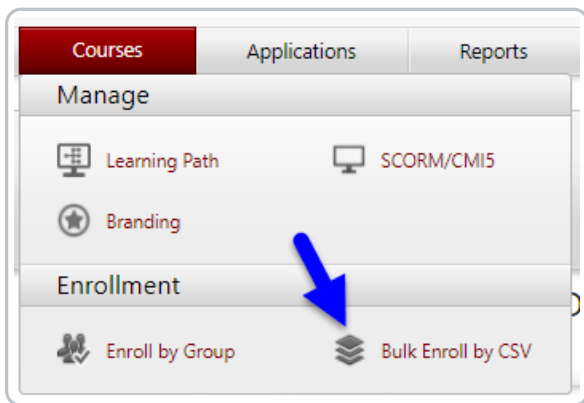 Courses Applications Reports
Manage
Learning Path SCORM/CMI5
Branding
Enrollment
Enroll by Group Bulk Enroll by CSV